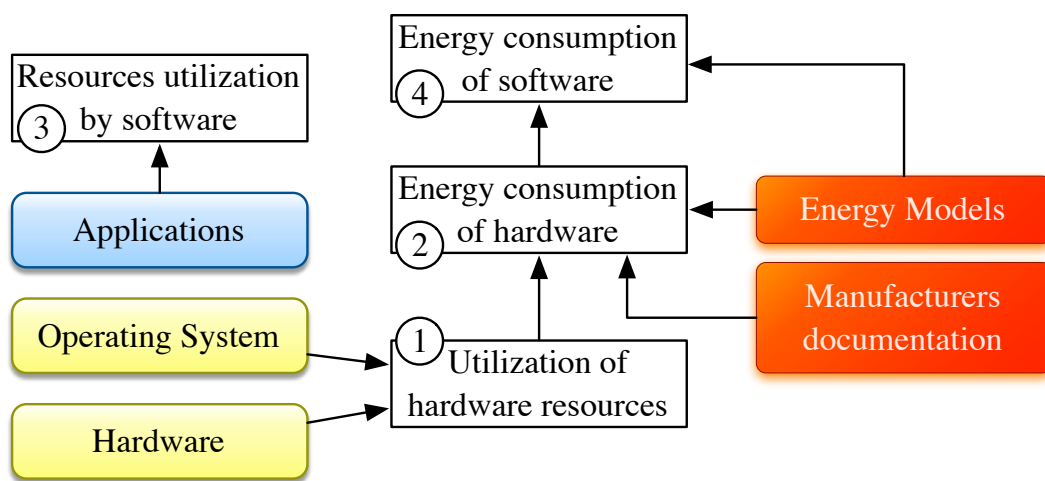 Resources utilization
by software
3
Applications
Operating System
Hardware
Energy consumption
of software
4
Energy consumption
of hardware
2
1
Utilization of
hardware resources
Energy Models
Manufacturers
documentation